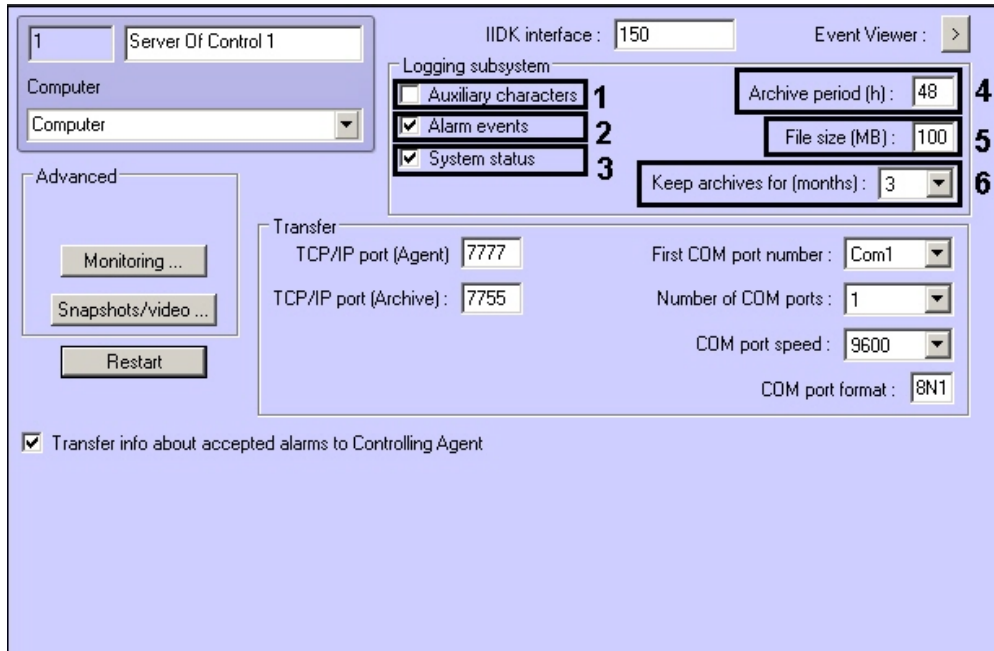 1 Server Of Control 1
IIDK interface : 150 Event Viewer : >
Computer
Computer
Logging subsystem
Auxiliary characters 1
Alarm events 2
System status 3
Archive period (h) : 48 4
File size (MB) : 100 5
Keep archives for (months) : 3 6
Advanced
Monitoring ...
Snapshots/video ...
Restart
Transfer
TCP/IP port (Agent) 7777
TCP/IP port (Archive) : 7755
First COM port number : Com1
Number of COM ports : 1
COM port speed : 9600
COM port format : 8N1
Transfer info about accepted alarms to Controlling Agent